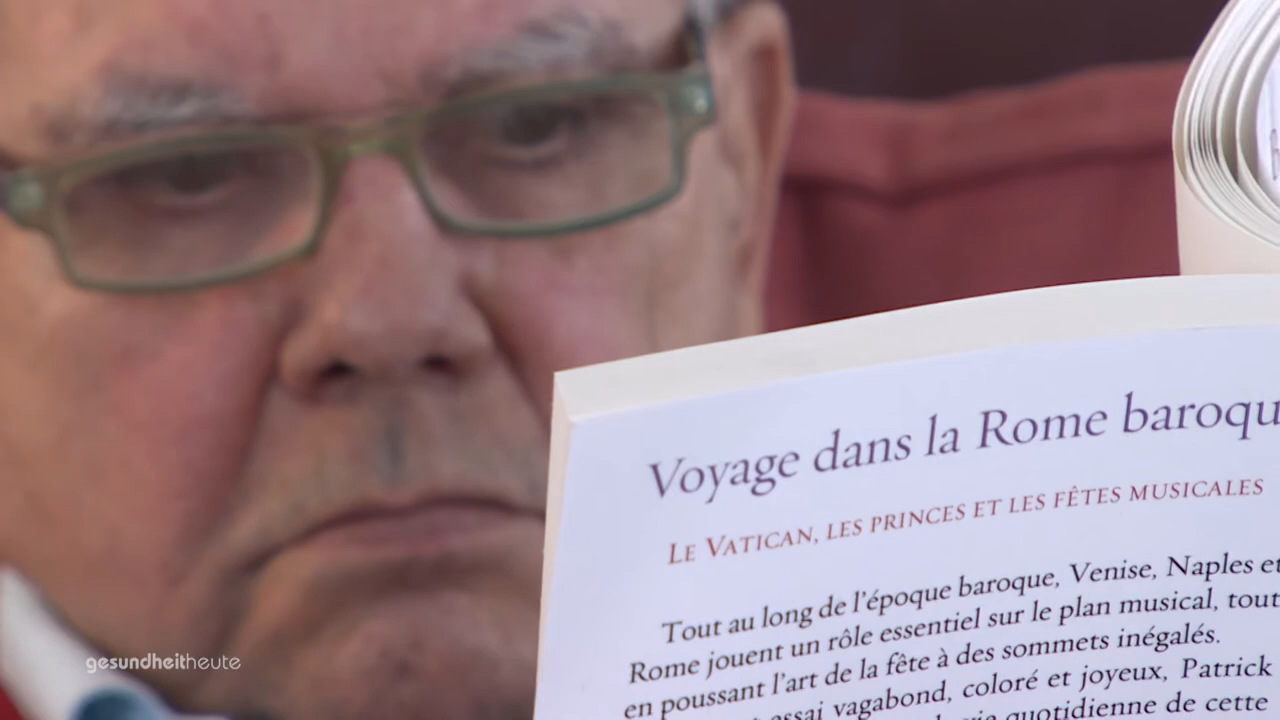 Voyage dans la Rome baroqu
LE VATICAN, LES PRINCES ET LES FÊTES MUSICALES
Tout au long de l'époque baroque, Venise, Naples et
Rome jouent un rôle essentiel sur le plan musical, tout
en poussant l'art de la fête à des sommets inégalés.
essai vagabond, coloré et joyeux, Patrick
quotidienne de cette
gesundheitheute